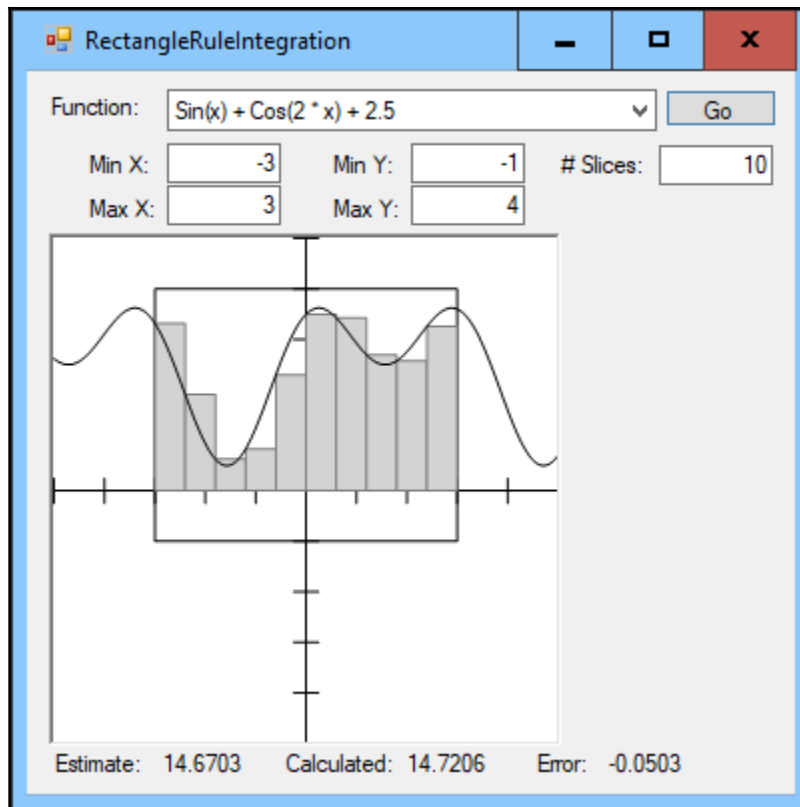 RectangleRuleIntegration
Function: Sin(x) + Cos(2 * x) + 2.5 Go
Min X: -3 Min Y: -1 # Slices: 10
Max X: 3 Max Y: 4
Estimate: 14.6703 Calculated: 14.7206 Error: -0.0503